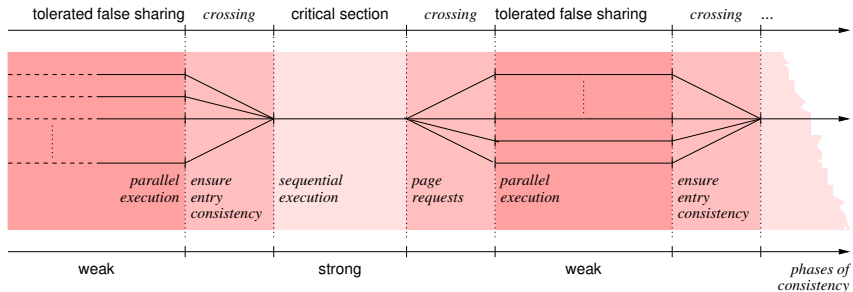 tolerated false sharing crossing critical section crossing tolerated false sharing crossing ...
parallel execution
ensure entry consistency
sequential execution
page requests
parallel execution
ensure entry consistency
weak strong weak phases of consistency